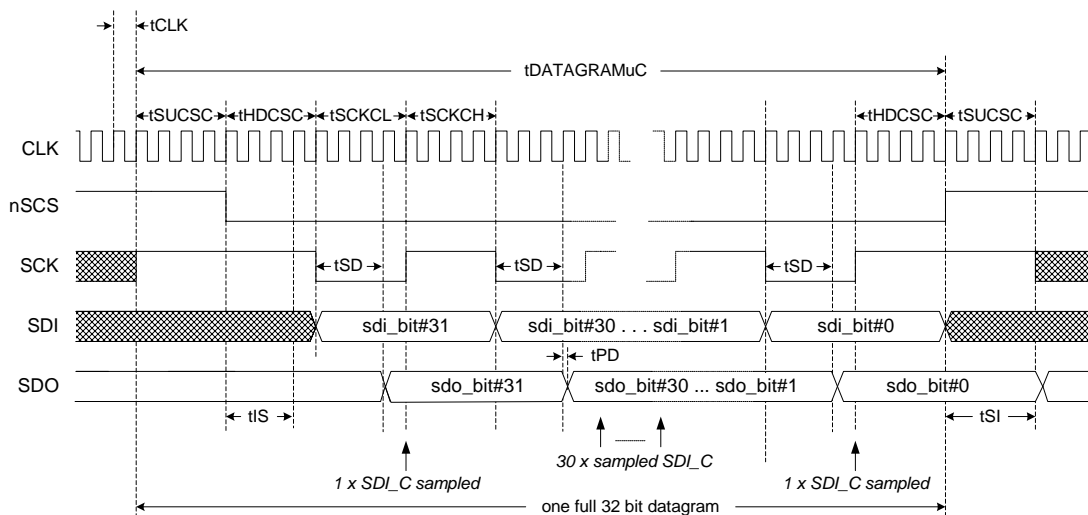 tCLK
tDATAGRAMuC
tSUCSC tHDCSC tSCKCL tSCKCH tHDCSC tSUCSC
CLK
nSCS
SCK tSD tSD tSD
SDI sdi_bit#31 sdi_bit#30 . . . sdi_bit#1 sdi_bit#0
tPD
SDO sdo_bit#31 sdo_bit#30 ... sdo_bit#1 sdo_bit#0
tIS tSI
1 x SDI_C sampled 30 x sampled SDI_C 1 x SDI_C sampled
one full 32 bit datagram